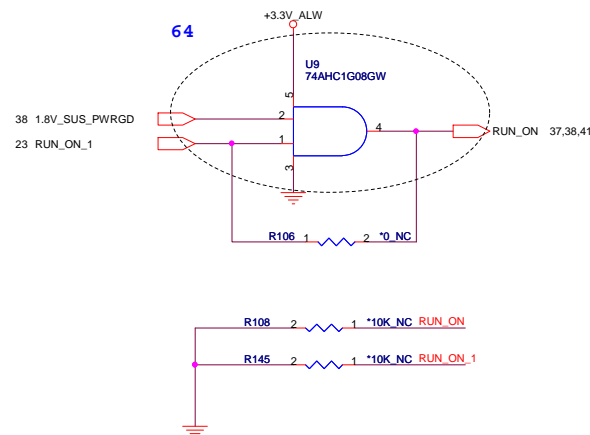 +3.3V_ALW
64
U9
74AHC1G08GW
5
38 1.8V_SUS_PWRGD
2
4
RUN_ON 37,38,41
23 RUN_ON_1
1
3
R106 1 2 *0_NC
R108 2 1 *10K_NC RUN_ON
R145 2 1 *10K_NC RUN_ON_1